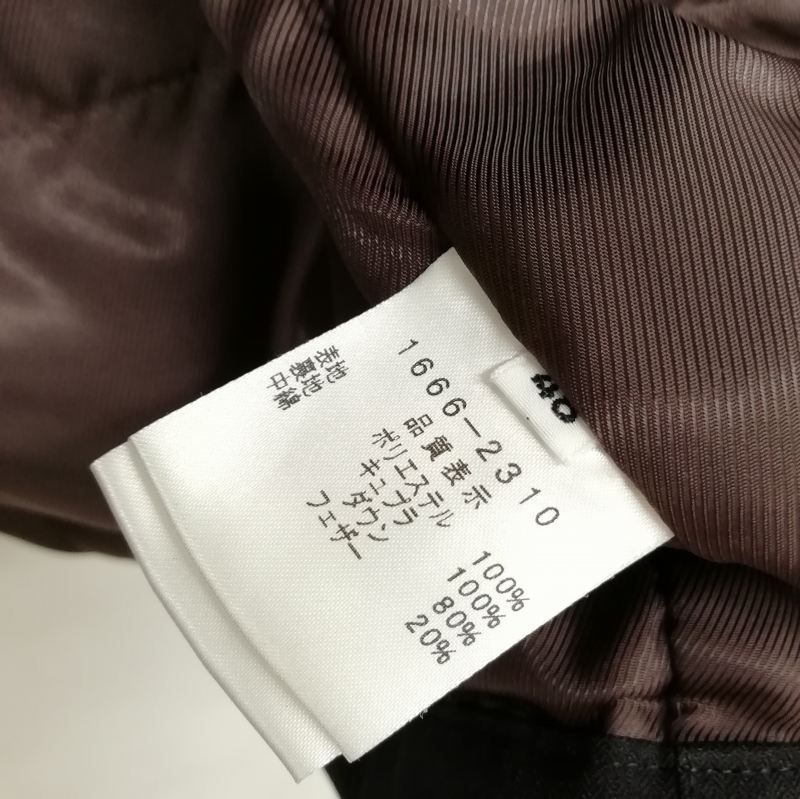 40
1666-2310
品質表示
表地 ポリエステル 100%
裏地 キュプラ 100%
中綿 ダウン 80%
フェザー 20%